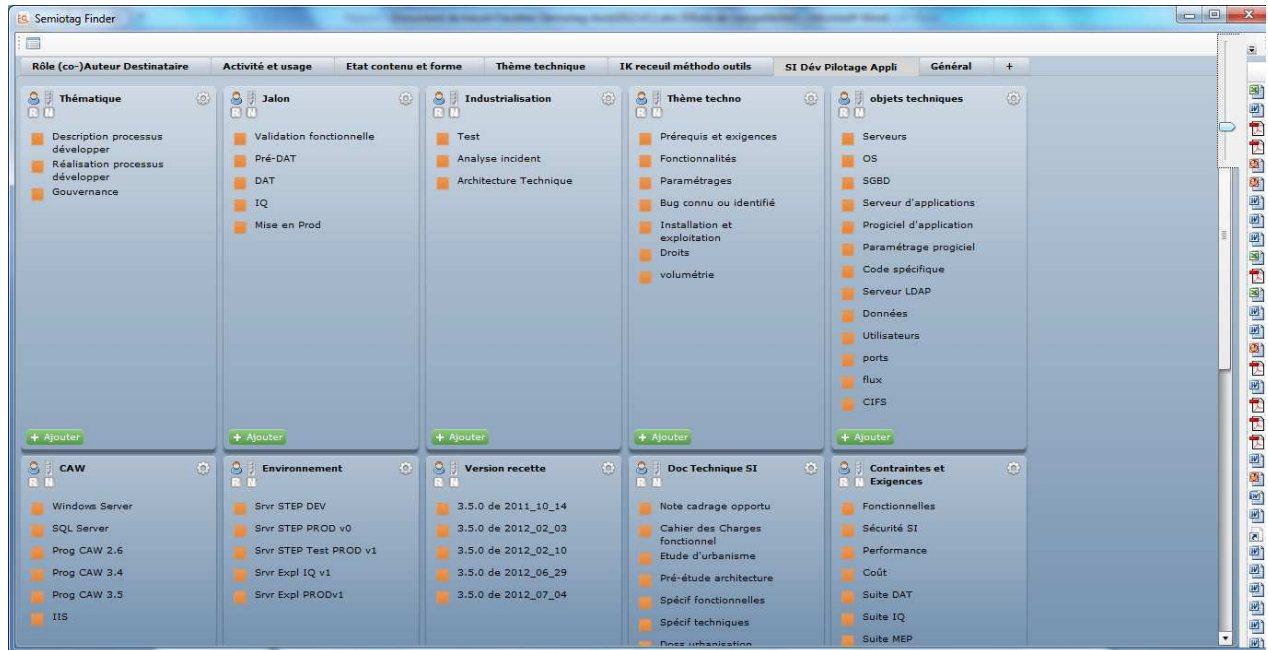 Semiotag Finder
Rôle (co-)Auteur Destinataire
Activité et usage
Etat contenu et forme
Thème technique
IK receuil méthodo outils
SI Dév Pilotage Appli
Général
+
Thématique
R N
Description processus
développer
Réalisation processus
développer
Gouvernance
+ Ajouter
Jalon
R N
Validation fonctionnelle
Pré-DAT
DAT
IQ
Mise en Prod
+ Ajouter
Industrialisation
R N
Test
Analyse incident
Architecture Technique
+ Ajouter
Thème techno
R N
Prérequis et exigences
Fonctionnalités
Paramétrages
Bug connu ou identifié
Installation et
exploitation
Droits
volumétrie
+ Ajouter
objets techniques
R N
Serveurs
OS
SGBD
Serveur d'applications
Progiciel d'application
Paramétrage progiciel
Code spécifique
Serveur LDAP
Données
Utilisateurs
ports
flux
CIFS
+ Ajouter
CAW
R N
Windows Server
SQL Server
Prog CAW 2.6
Prog CAW 3.4
Prog CAW 3.5
IIS
Environnement
R N
Srvr STEP DEV
Srvr STEP PROD v0
Srvr STEP Test PROD v1
Srvr Expl IQ v1
Srvr Expl PRODv1
Version recette
R N
3.5.0 de 2011_10_14
3.5.0 de 2012_02_03
3.5.0 de 2012_02_10
3.5.0 de 2012_06_29
3.5.0 de 2012_07_04
Doc Technique SI
R N
Note cadrage opportu
Cahier des Charges
fonctionnel
Etude d'urbanisme
Pré-étude architecture
Spécif fonctionnelles
Spécif techniques
Doss urbanisation
Contraintes et
Exigences
R N
Fonctionnelles
Sécurité SI
Performance
Coût
Suite DAT
Suite IQ
Suite MEP